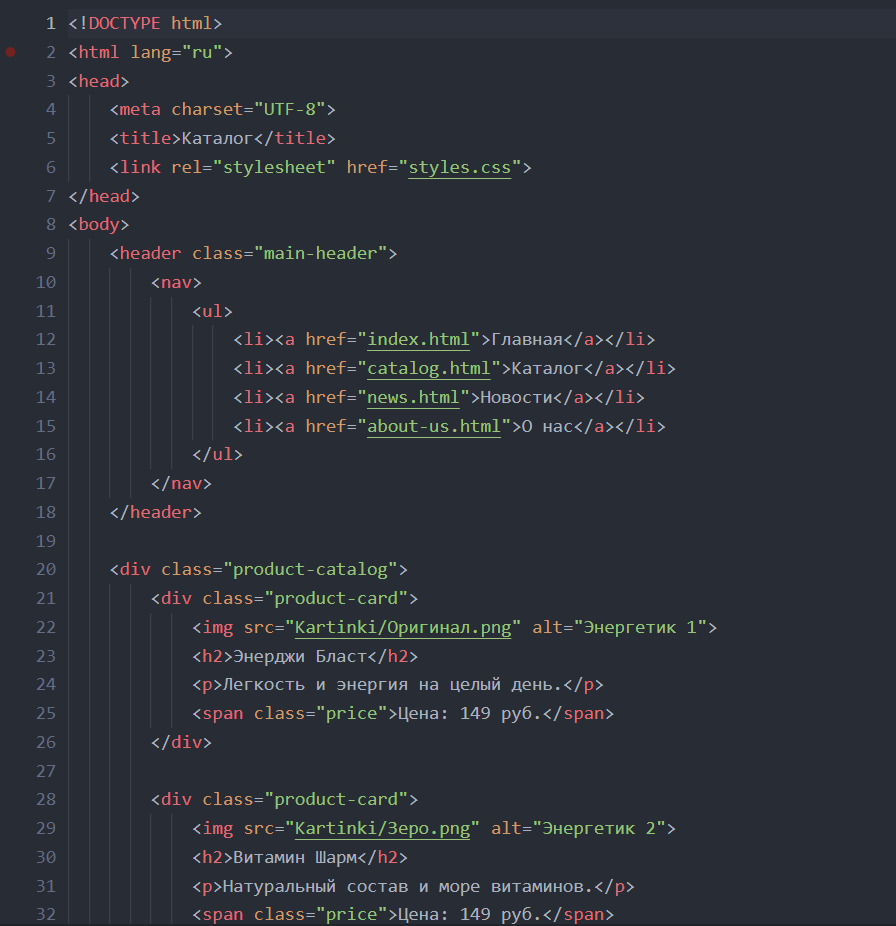 1 <!DOCTYPE html>
2 <html lang="ru">
3 <head>
4     <meta charset="UTF-8">
5     <title>Каталог</title>
6     <link rel="stylesheet" href="styles.css">
7 </head>
8 <body>
9     <header class="main-header">
10         <nav>
11             <ul>
12                 <li><a href="index.html">Главная</a></li>
13                 <li><a href="catalog.html">Каталог</a></li>
14                 <li><a href="news.html">Новости</a></li>
15                 <li><a href="about-us.html">О нас</a></li>
16             </ul>
17         </nav>
18     </header>
19
20     <div class="product-catalog">
21         <div class="product-card">
22             <img src="Kartinki/Оригинал.png" alt="Энергетик 1">
23             <h2>Энерджи Бласт</h2>
24             <p>Легкость и энергия на целый день.</p>
25             <span class="price">Цена: 149 руб.</span>
26         </div>
27
28         <div class="product-card">
29             <img src="Kartinki/Зеро.png" alt="Энергетик 2">
30             <h2>Витамин Шарм</h2>
31             <p>Натуральный состав и море витаминов.</p>
32             <span class="price">Цена: 149 руб.</span>